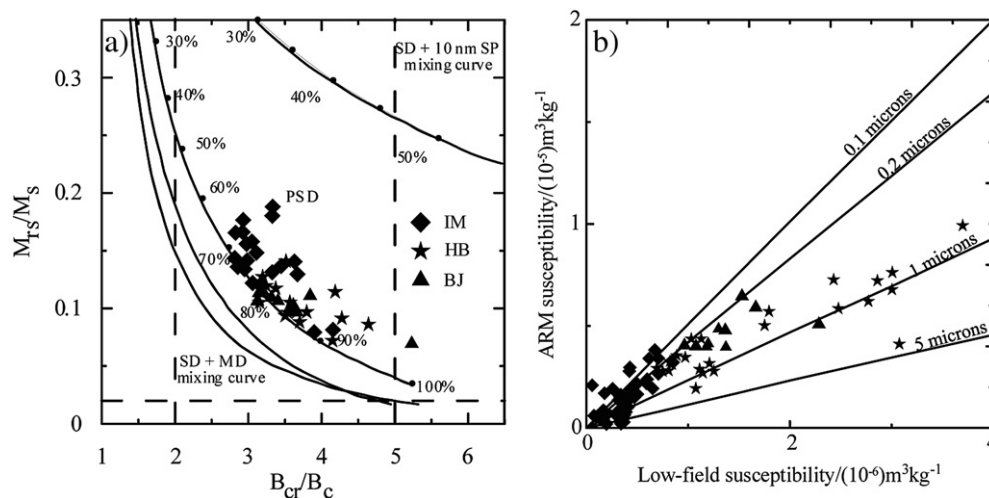 a)
M_rs/M_s
0.3
0.2
0.1
0
1
2
3
4
5
6
B_cr/B_c
30%
40%
50%
60%
70%
80%
90%
100%
30%
40%
50%
SD + 10 nm SP
mixing curve
PSD
IM
HB
BJ
SD + MD
mixing curve
b)
ARM susceptibility/(10⁻⁵)m³kg⁻¹
2
1
0
0
2
4
Low-field susceptibility/(10⁻⁶)m³kg⁻¹
0.1 microns
0.2 microns
1 microns
5 microns